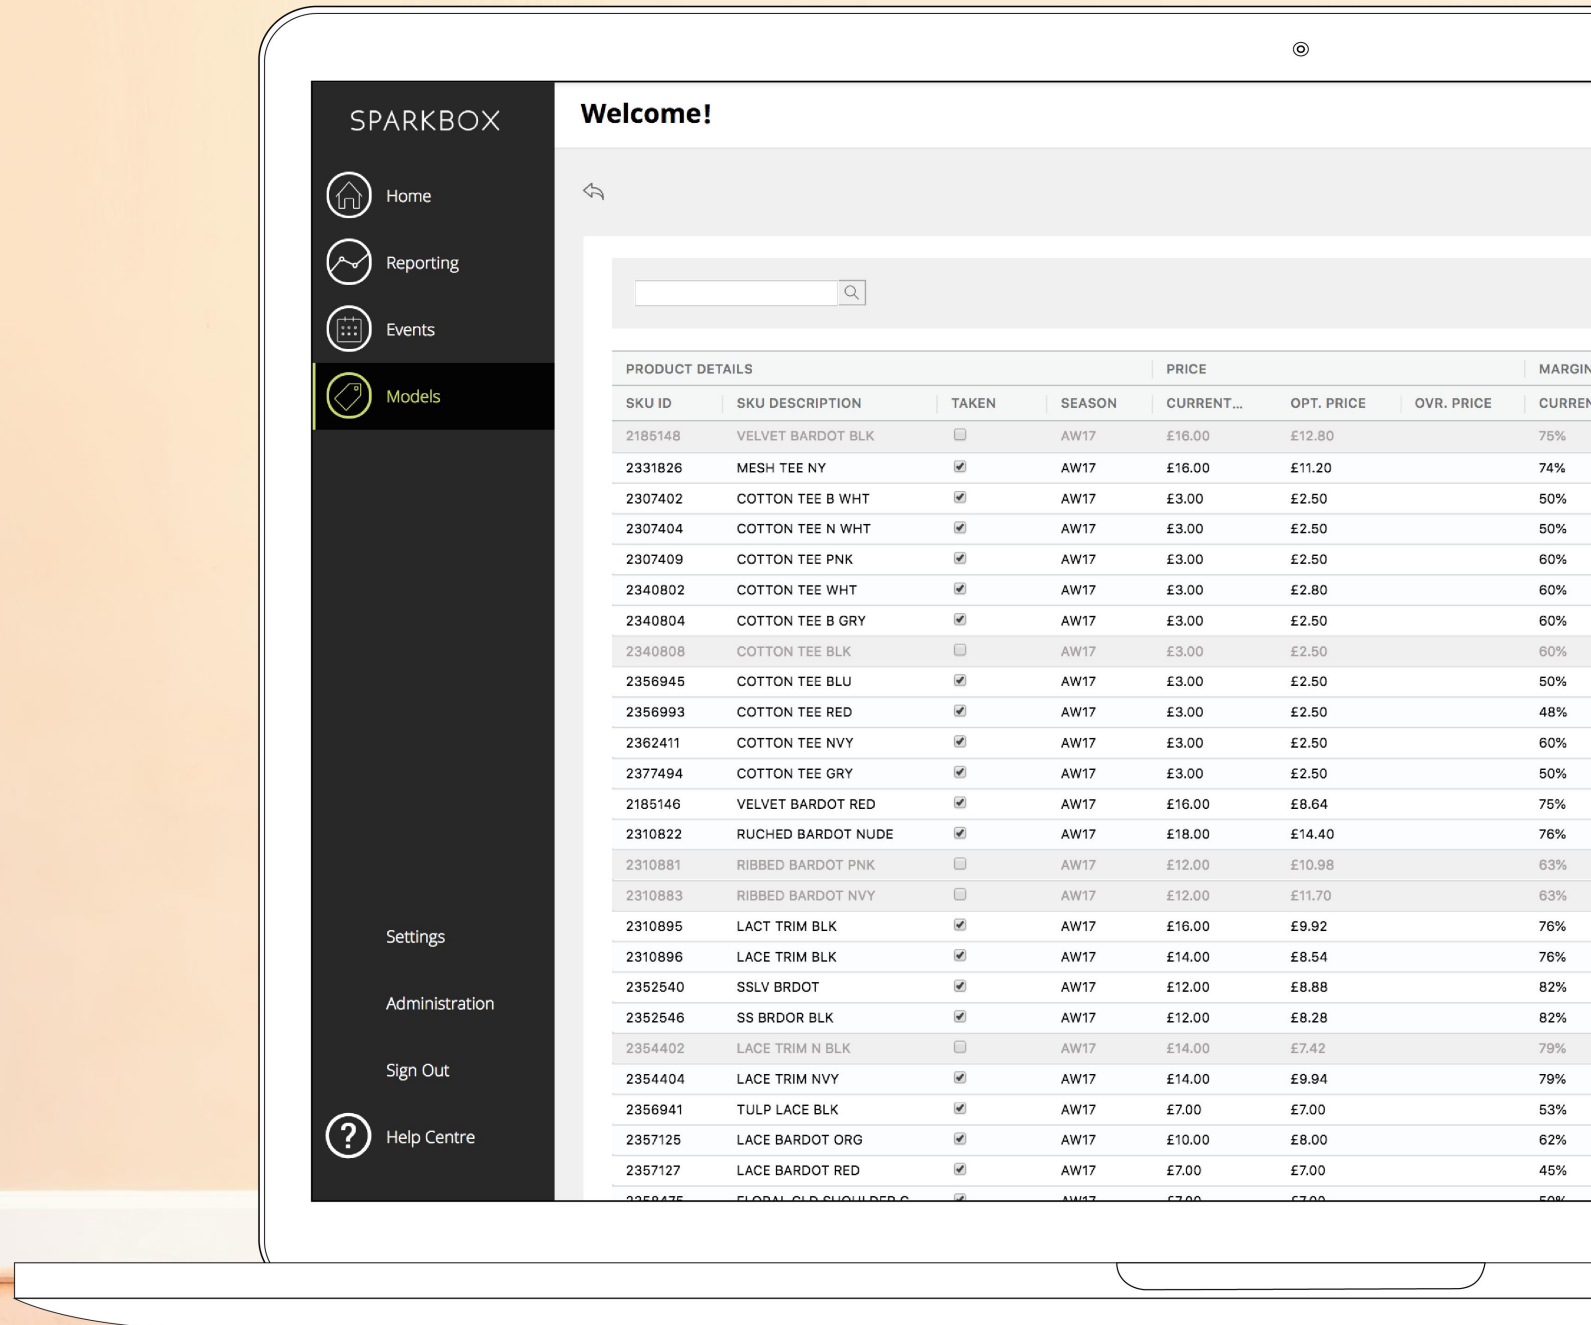 SPARKBOX
Welcome!
Home
Reporting
Events
Models
Settings
Administration
Sign Out
? Help Centre
PRODUCT DETAILS PRICE MARGIN
SKU ID SKU DESCRIPTION TAKEN SEASON CURRENT... OPT. PRICE OVR. PRICE CURREN
2185148 VELVET BARDOT BLK AW17 £16.00 £12.80 75%
2331826 MESH TEE NY AW17 £16.00 £11.20 74%
2307402 COTTON TEE B WHT AW17 £3.00 £2.50 50%
2307404 COTTON TEE N WHT AW17 £3.00 £2.50 50%
2307409 COTTON TEE PNK AW17 £3.00 £2.50 60%
2340802 COTTON TEE WHT AW17 £3.00 £2.80 60%
2340804 COTTON TEE B GRY AW17 £3.00 £2.50 60%
2340808 COTTON TEE BLK AW17 £3.00 £2.50 60%
2356945 COTTON TEE BLU AW17 £3.00 £2.50 50%
2356993 COTTON TEE RED AW17 £3.00 £2.50 48%
2362411 COTTON TEE NVY AW17 £3.00 £2.50 60%
2377494 COTTON TEE GRY AW17 £3.00 £2.50 50%
2185146 VELVET BARDOT RED AW17 £16.00 £8.64 75%
2310822 RUCHED BARDOT NUDE AW17 £18.00 £14.40 76%
2310881 RIBBED BARDOT PNK AW17 £12.00 £10.98 63%
2310883 RIBBED BARDOT NVY AW17 £12.00 £11.70 63%
2310895 LACT TRIM BLK AW17 £16.00 £9.92 76%
2310896 LACE TRIM BLK AW17 £14.00 £8.54 76%
2352540 SSLV BRDOT AW17 £12.00 £8.88 82%
2352546 SS BRDOR BLK AW17 £12.00 £8.28 82%
2354402 LACE TRIM N BLK AW17 £14.00 £7.42 79%
2354404 LACE TRIM NVY AW17 £14.00 £9.94 79%
2356941 TULP LACE BLK AW17 £7.00 £7.00 53%
2357125 LACE BARDOT ORG AW17 £10.00 £8.00 62%
2357127 LACE BARDOT RED AW17 £7.00 £7.00 45%